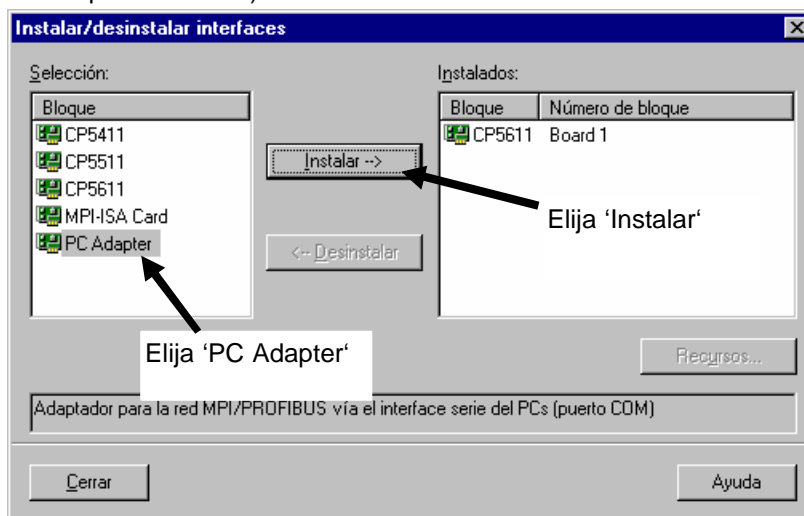 Instalar/desinstalar interfaces
Selección:
Instalados:
Bloque
CP5411
CP5511
CP5611
MPI-ISA Card
PC Adapter
Instalar -->
<-- Desinstalar
Bloque Número de bloque
CP5611 Board 1
Elija ‘Instalar‘
Elija ‘PC Adapter‘
Recursos...
Adaptador para la red MPI/PROFIBUS vía el interface serie del PCs (puerto COM)
Cerrar
Ayuda